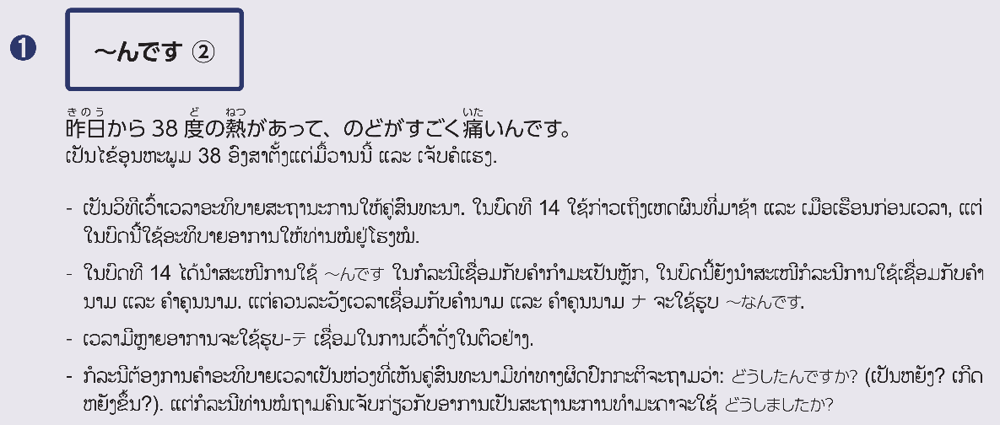 1
～んです ②
きのう ど ねつ いた
昨日から 38 度の熱があって、のどがすごく痛いんです。
ເປັນໄຂ້ອຸນຫະພູມ 38 ອົງສາຕັ້ງແຕ່ມື້ວານນີ້ ແລະ ເຈັບຄໍແຮງ.
- ເປັນວິທີເວົ້າເວລາອະທິບາຍສະຖານະການໃຫ້ຄູ່ສົນທະນາ. ໃນບົດທີ 14 ໃຊ້ກ່າວເຖິງເຫດຜົນທີ່ມາຊ້າ ແລະ ເມືອເຮືອນກ່ອນເວລາ, ແຕ່
ໃນບົດນີ້ໃຊ້ອະທິບາຍອາການໃຫ້ທ່ານໝໍຢູ່ໂຮງໝໍ.
- ໃນບົດທີ 14 ໄດ້ນຳສະເໜີການໃຊ້ ～んです ໃນກໍລະນີເຊື່ອມກັບຄຳກຳມະເປັນຫຼັກ, ໃນບົດນີ້ຍັງນຳສະເໜີກໍລະນີການໃຊ້ເຊື່ອມກັບຄຳ
ນາມ ແລະ ຄຳຄຸນນາມ. ແຕ່ຄວນລະວັງເວລາເຊື່ອມກັບຄຳນາມ ແລະ ຄຳຄຸນນາມ ナ ຈະໃຊ້ຮູບ ～なんです.
- ເວລາມີຫຼາຍອາການຈະໃຊ້ຮູບ-テ ເຊື່ອມໃນການເວົ້າດັ່ງໃນຕົວຢ່າງ.
- ກໍລະນີຕ້ອງການຄຳອະທິບາຍເວລາເປັນຫ່ວງທີ່ເຫັນຄູ່ສົນທະນາມີທ່າທາງຜິດປົກກະຕິຈະຖາມວ່າ: どうしたんですか? (ເປັນຫຍັງ? ເກີດ
ຫຍັງຂຶ້ນ?). ແຕ່ກໍລະນີທ່ານໝໍຖາມຄົນເຈັບກ່ຽວກັບອາການເປັນສະຖານະການທຳມະດາຈະໃຊ້ どうしましたか?